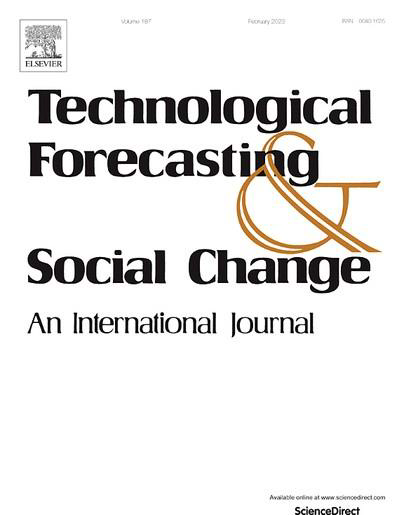 Volume 187 February 2023 ISSN 0040-1625
ELSEVIER
Technological
Forecasting
&
Social Change
An International Journal
Available online at www.sciencedirect.com
ScienceDirect